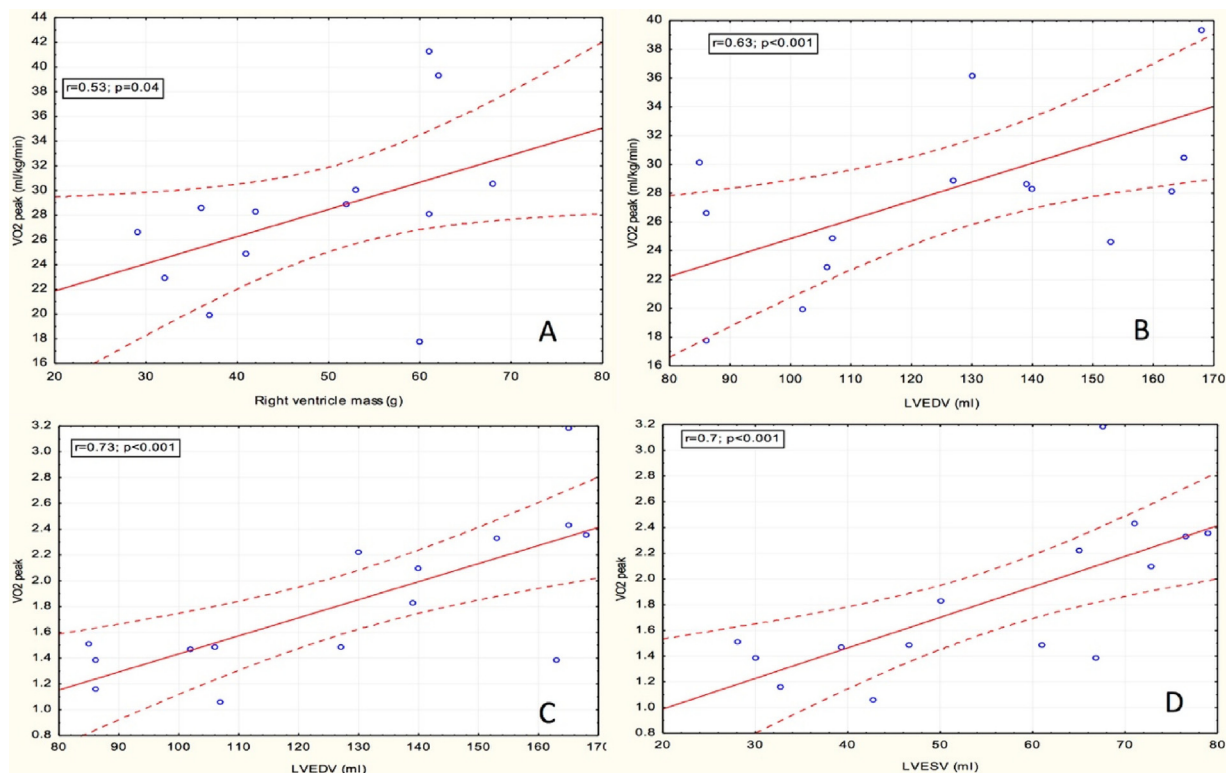 44
42
40
38
36
34
32
30
28
26
24
22
20
18
16
VO2 peak (ml/kg/min)
r=0.53; p=0.04
A
20 30 40 50 60 70 80
Right ventricle mass (g)
40
38
36
34
32
30
28
26
24
22
20
18
16
VO2 peak (ml/kg/min)
r=0.63; p<0.001
B
80 90 100 110 120 130 140 150 160 170
LVEDV (ml)
3.2
3.0
2.8
2.6
2.4
2.2
2.0
1.8
1.6
1.4
1.2
1.0
0.8
VO2 peak
r=0.73; p<0.001
C
80 90 100 110 120 130 140 150 160 170
LVEDV (ml)
3.2
3.0
2.8
2.6
2.4
2.2
2.0
1.8
1.6
1.4
1.2
1.0
0.8
VO2 peak
r=0.7; p<0.001
D
20 30 40 50 60 70 80
LVESV (ml)